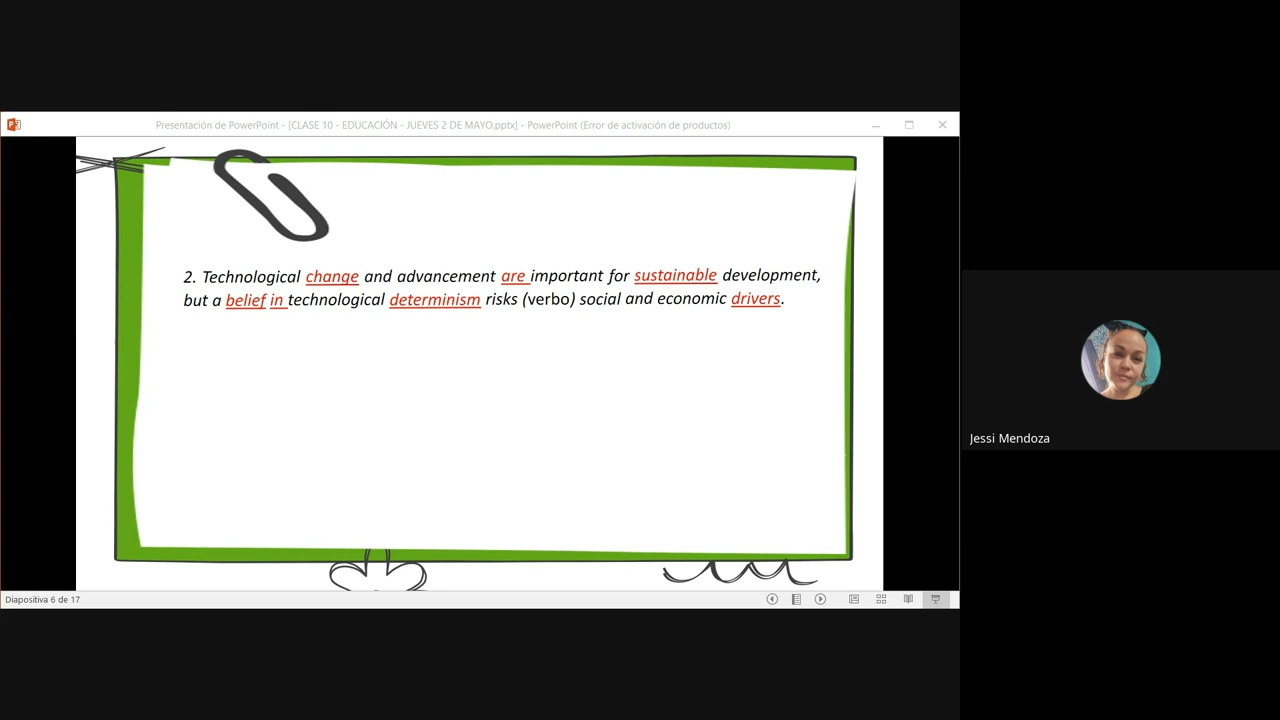 Presentación de PowerPoint - [CLASE 10 - EDUCACIÓN - JUEVES 2 DE MAYO.pptx] - PowerPoint (Error de activación de productos)
2. Technological change and advancement are important for sustainable development,
but a belief in technological determinism risks (verbo) social and economic drivers.
Jessi Mendoza
Diapositiva 6 de 17